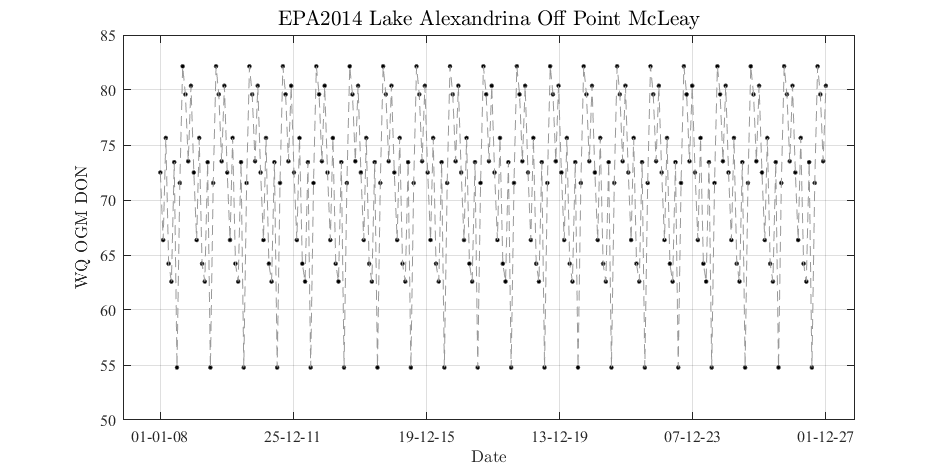 EPA2014 Lake Alexandrina Off Point McLeay
85
80
75
70
65
60
55
50
WQ OGM DON
01-01-08 25-12-11 19-12-15 13-12-19 07-12-23 01-12-27
Date